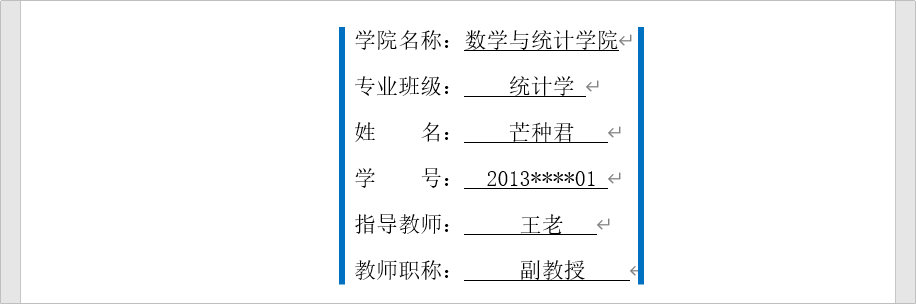 学院名称：数学与统计学院
专业班级：统计学
姓　　名：芒种君
学　　号：2013****01
指导教师：王老
教师职称：副教授